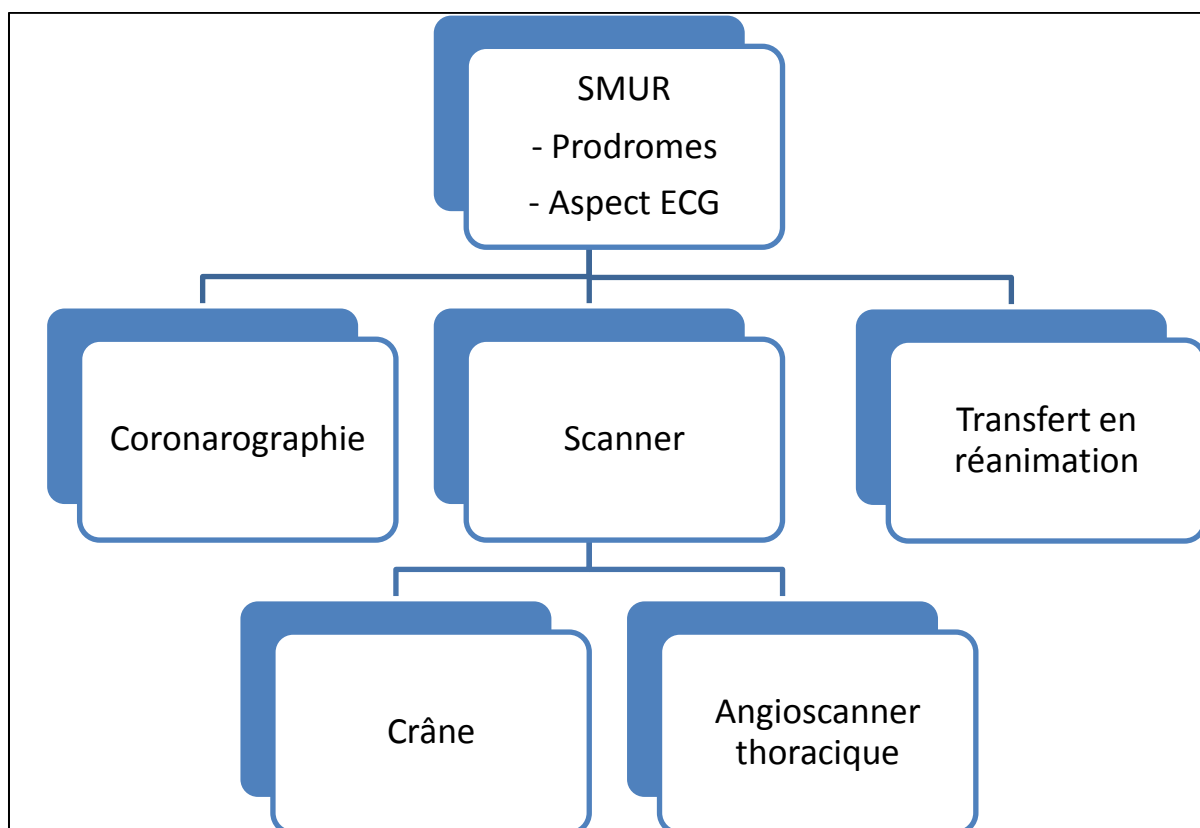 SMUR
- Prodromes
- Aspect ECG
Coronarographie
Scanner
Transfert en
réanimation
Crâne
Angioscanner
thoracique